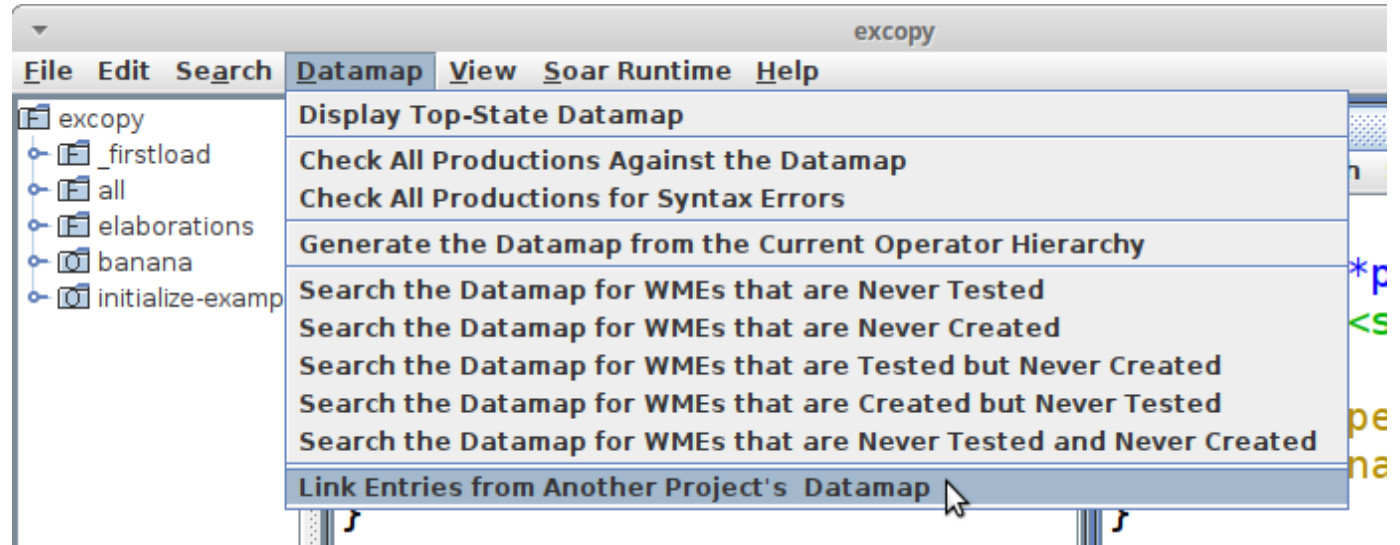 excopy
File Edit Search Datamap View Soar Runtime Help
excopy
_firstload
all
elaborations
banana
initialize-examp
Display Top-State Datamap
Check All Productions Against the Datamap
Check All Productions for Syntax Errors
Generate the Datamap from the Current Operator Hierarchy
Search the Datamap for WMEs that are Never Tested
Search the Datamap for WMEs that are Never Created
Search the Datamap for WMEs that are Tested but Never Created
Search the Datamap for WMEs that are Created but Never Tested
Search the Datamap for WMEs that are Never Tested and Never Created
Link Entries from Another Project's Datamap
*p
<s
pe
na
} }